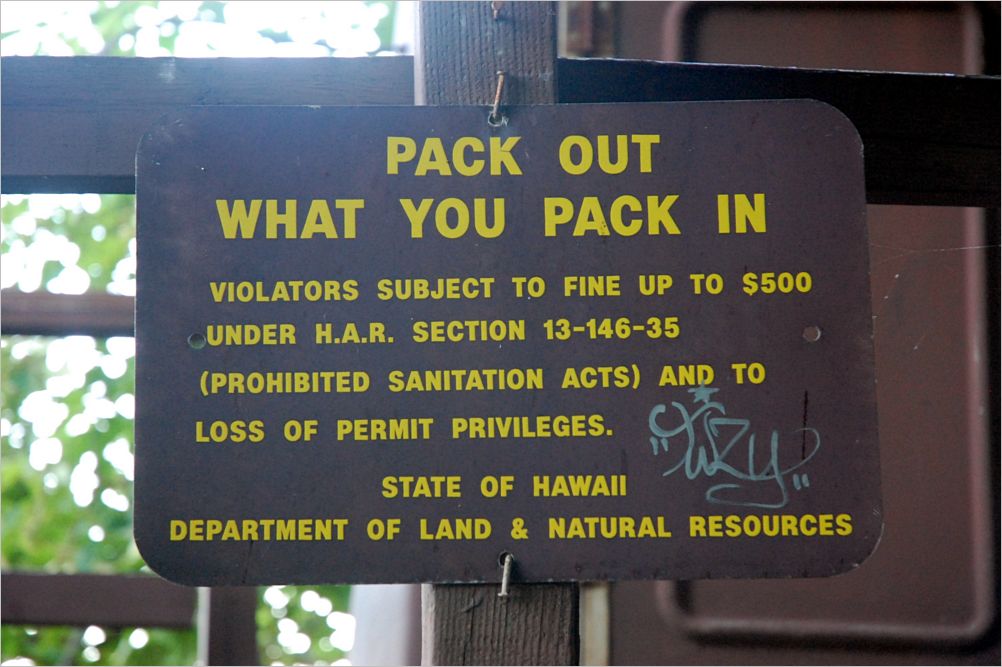 PACK OUT
WHAT YOU PACK IN
VIOLATORS SUBJECT TO FINE UP TO $500
UNDER H.A.R. SECTION 13-146-35
(PROHIBITED SANITATION ACTS) AND TO
LOSS OF PERMIT PRIVILEGES.
STATE OF HAWAII
DEPARTMENT OF LAND & NATURAL RESOURCES